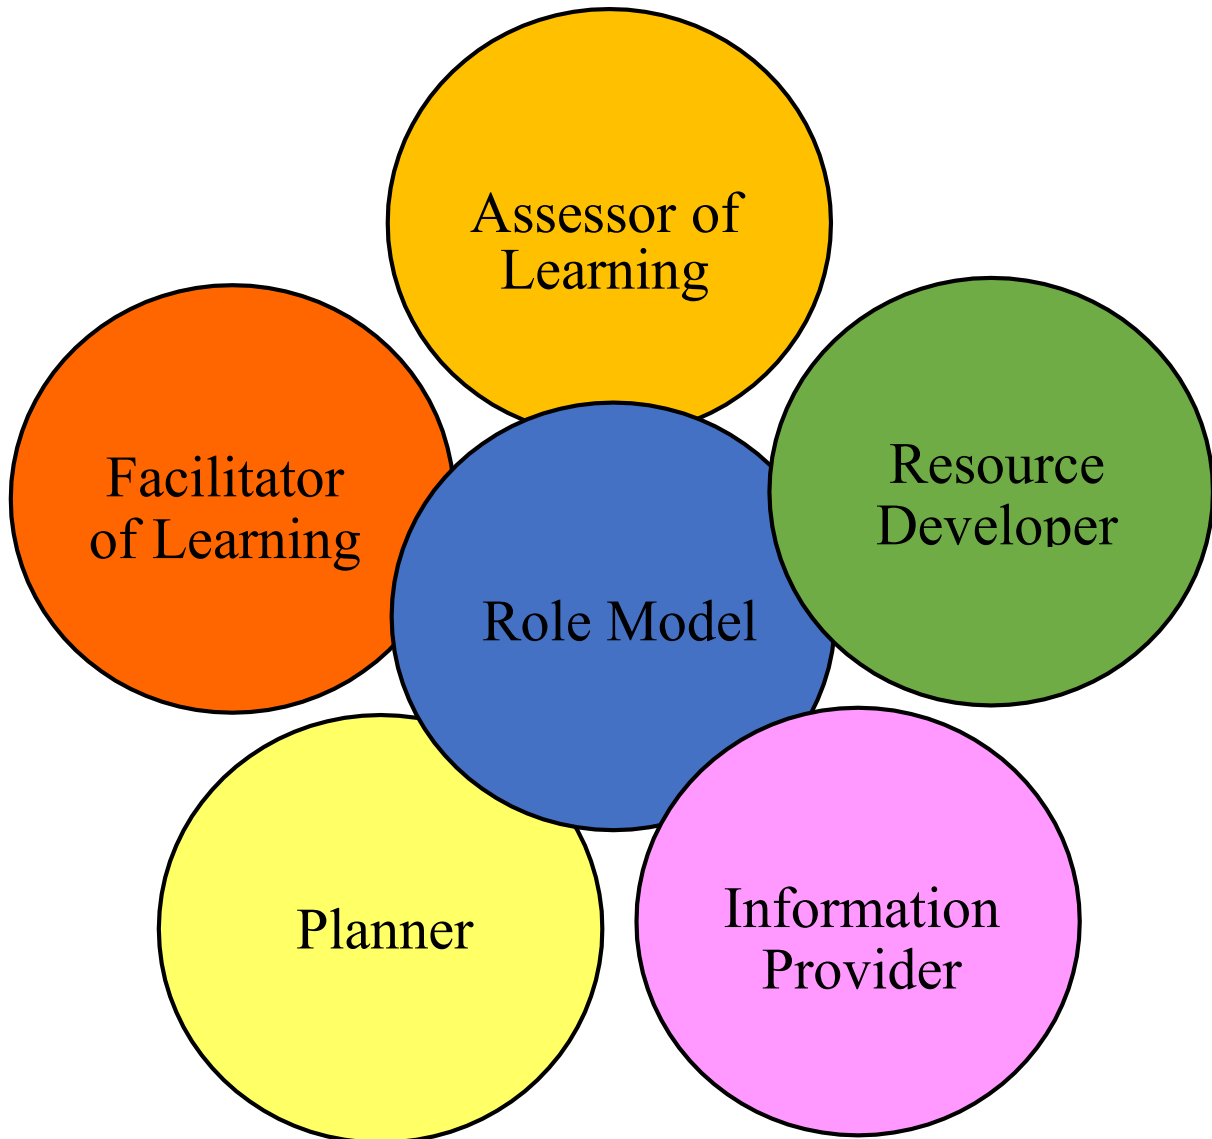 Assessor of
Learning
Facilitator
of Learning
Resource
Developer
Role Model
Planner
Information
Provider